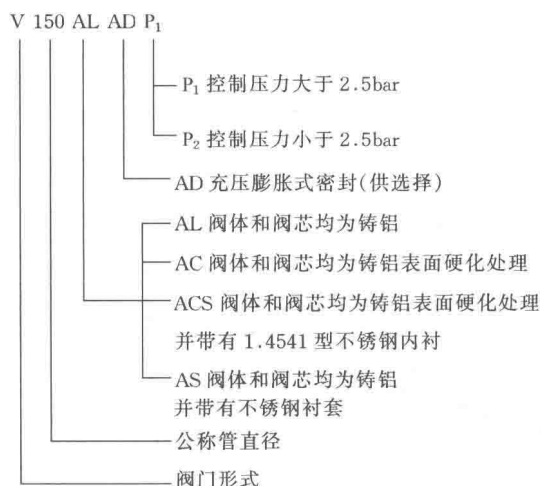 V 150 AL AD P₁
P₁ 控制压力大于 2.5bar
P₂ 控制压力小于 2.5bar
AD 充压膨胀式密封(供选择)
AL 阀体和阀芯均为铸铝
AC 阀体和阀芯均为铸铝表面硬化处理
ACS 阀体和阀芯均为铸铝表面硬化处理
并带有 1.4541 型不锈钢内衬
AS 阀体和阀芯均为铸铝
并带有不锈钢衬套
公称管直径
阀门形式